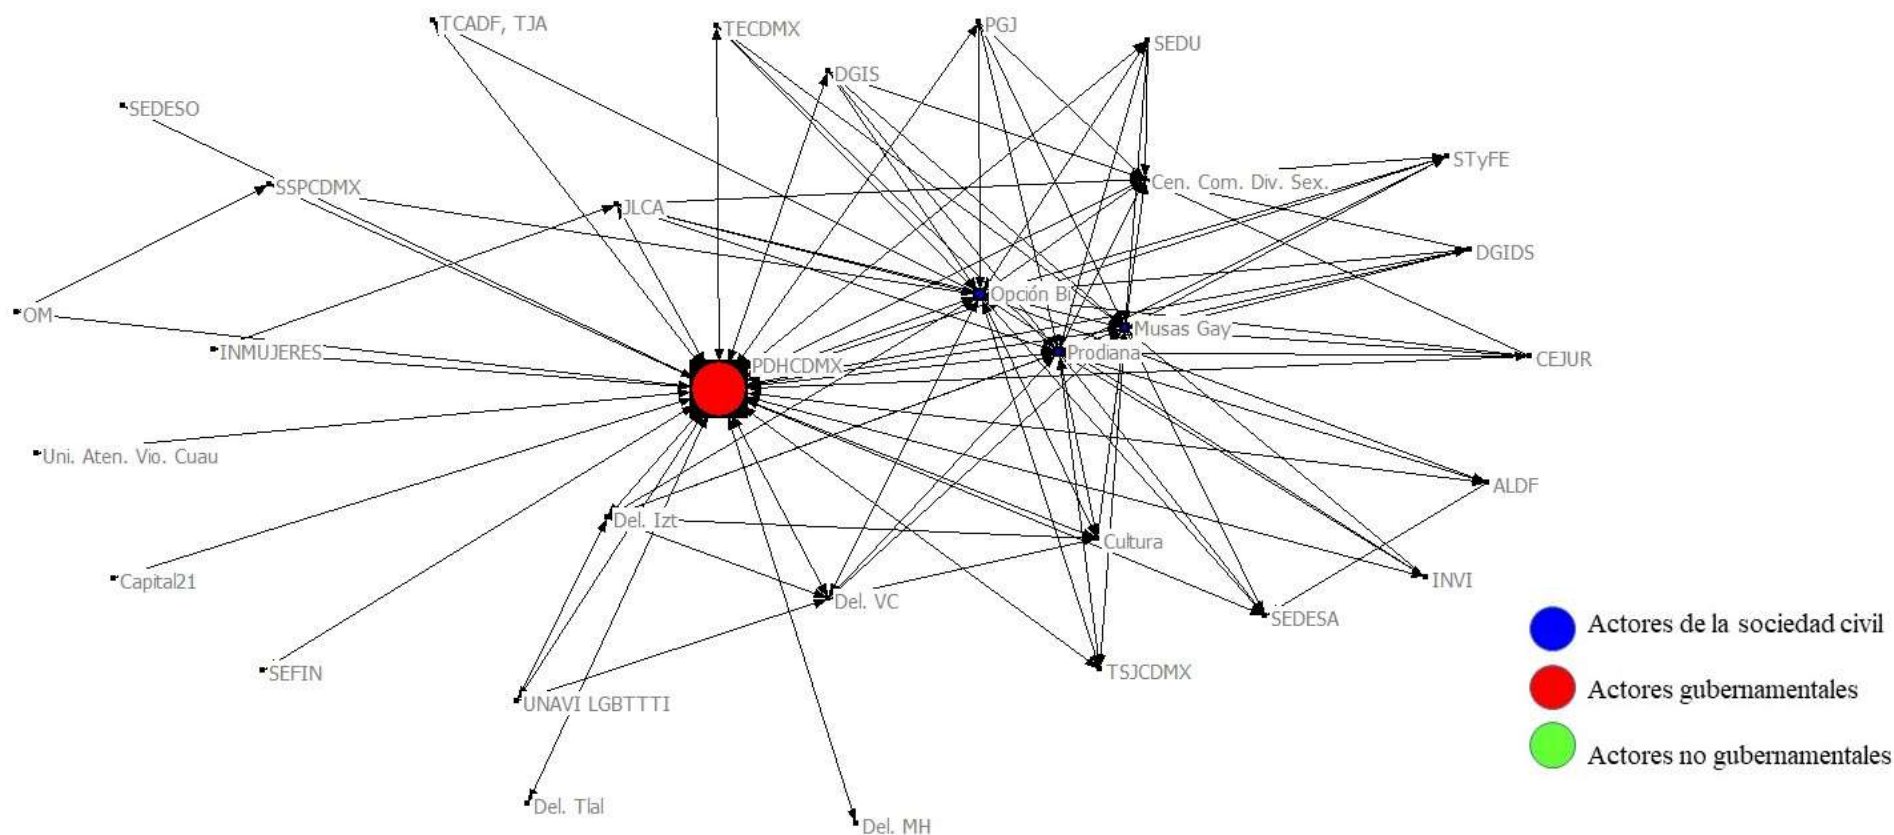 TCADF, TJA
TECDMX
PGJ
SEDU
DGIS
SEDESO
STyFE
SSPCDMX
Cen. Com. Div. Sex.
JLCA
DGIDS
Opción Bi
OM
Musas Gay
INMUJERES
Prodiana
CEJUR
PDHCDMX
Uni. Aten. Vio. Cuau
ALDF
Del. Izt
Cultura
Capital21
INVI
Del. VC
SEDESA
Actores de la sociedad civil
SEFIN
TSJCDMX
Actores gubernamentales
UNAVI LGBTTTI
Actores no gubernamentales
Del. Tlal
Del. MH